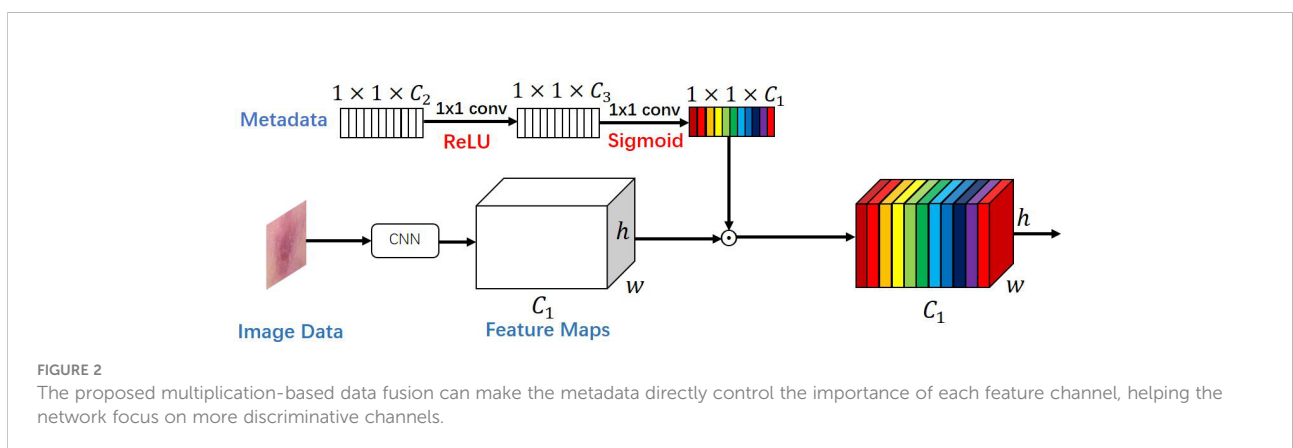 1 × 1 × C₂
1x1 conv
1 × 1 × C₃
1x1 conv
1 × 1 × C₁
Metadata
ReLU
Sigmoid
CNN
h
w
C₁
h
w
C₁
Image Data
Feature Maps
FIGURE 2
The proposed multiplication-based data fusion can make the metadata directly control the importance of each feature channel, helping the
network focus on more discriminative channels.